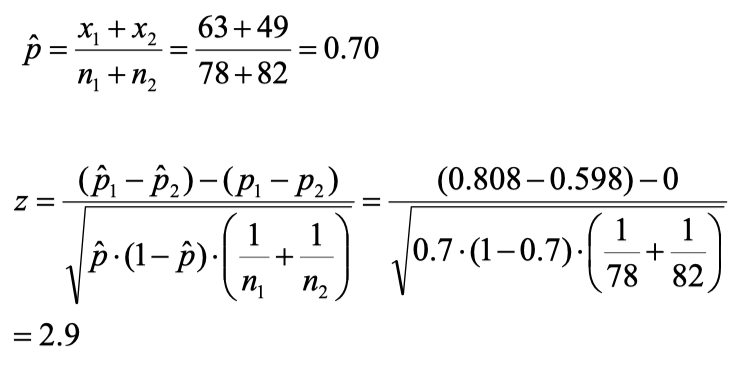 p̂ = (x₁ + x₂)/(n₁ + n₂) = (63 + 49)/(78 + 82) = 0.70
z = ((p̂₁ − p̂₂) − (p₁ − p₂))/√(p̂·(1 − p̂)·(1/n₁ + 1/n₂)) = ((0.808 − 0.598) − 0)/√(0.7·(1 − 0.7)·(1/78 + 1/82))
= 2.9